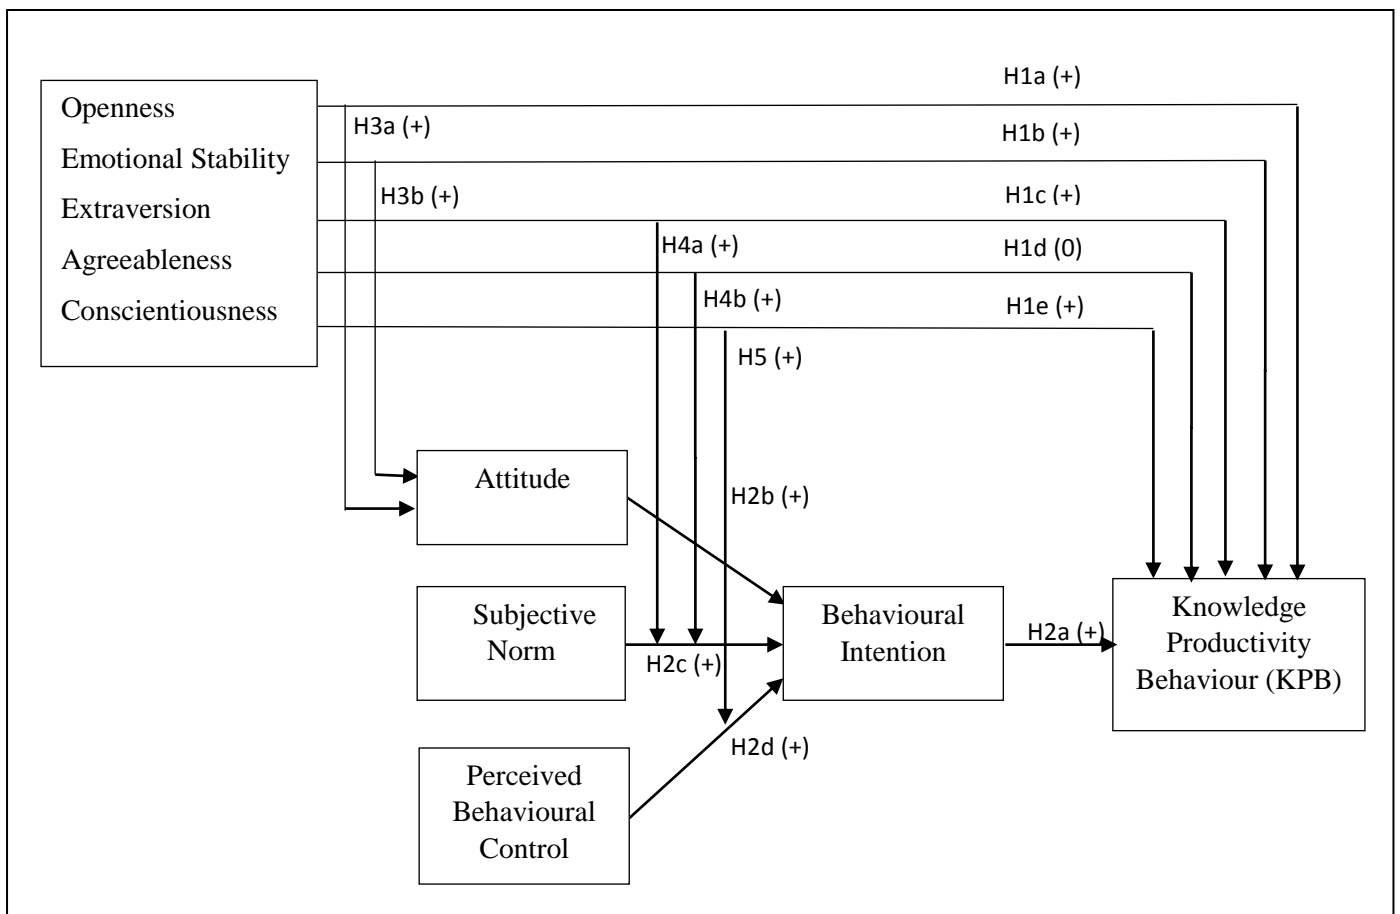 H1a (+)
Openness
H3a (+)
H1b (+)
Emotional Stability
H3b (+)
H1c (+)
Extraversion
H4a (+)
H1d (0)
Agreeableness
H4b (+)
H1e (+)
Conscientiousness
H5 (+)
Attitude
H2b (+)
Subjective
Norm
H2c (+)
Behavioural
Intention
H2a (+)
Knowledge
Productivity
Behaviour (KPB)
H2d (+)
Perceived
Behavioural
Control